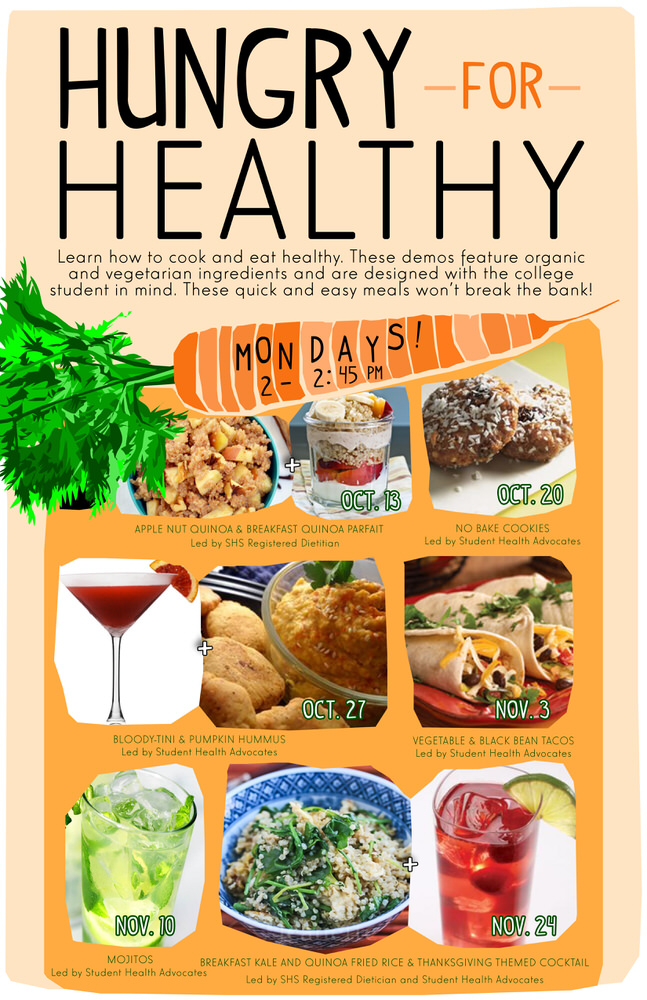 HUNGRY
-FOR-
HEALTHY
Learn how to cook and eat healthy. These demos feature organic
and vegetarian ingredients and are designed with the college
student in mind. These quick and easy meals won't break the bank!
MONDAYS!
2- 2:45 PM
+
OCT. 13
OCT. 20
APPLE NUT QUINOA & BREAKFAST QUINOA PARFAIT
Led by SHS Registered Dietitian
NO BAKE COOKIES
Led by Student Health Advocates
+
OCT. 27
NOV. 3
BLOODY-TINI & PUMPKIN HUMMUS
Led by Student Health Advocates
VEGETABLE & BLACK BEAN TACOS
Led by Student Health Advocates
+
NOV. 10
NOV. 24
MOJITOS
Led by Student Health Advocates
BREAKFAST KALE AND QUINOA FRIED RICE & THANKSGIVING THEMED COCKTAIL
Led by SHS Registered Dietician and Student Health Advocates